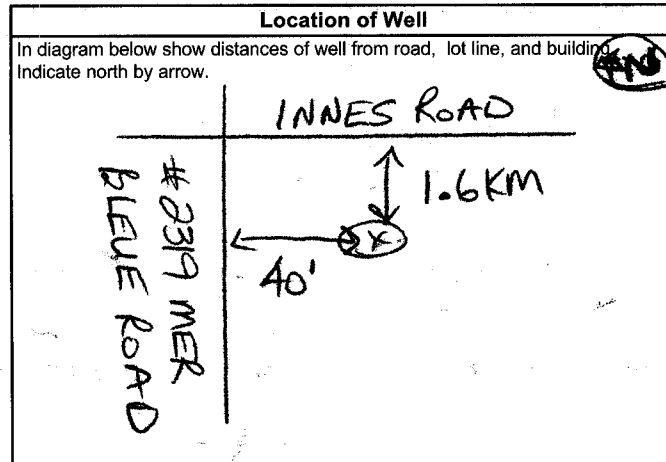 Location of Well
In diagram below show distances of well from road, lot line, and building.
Indicate north by arrow.
INNES ROAD
1.6KM
X
40'
#2319 MER
BLEUE ROAD